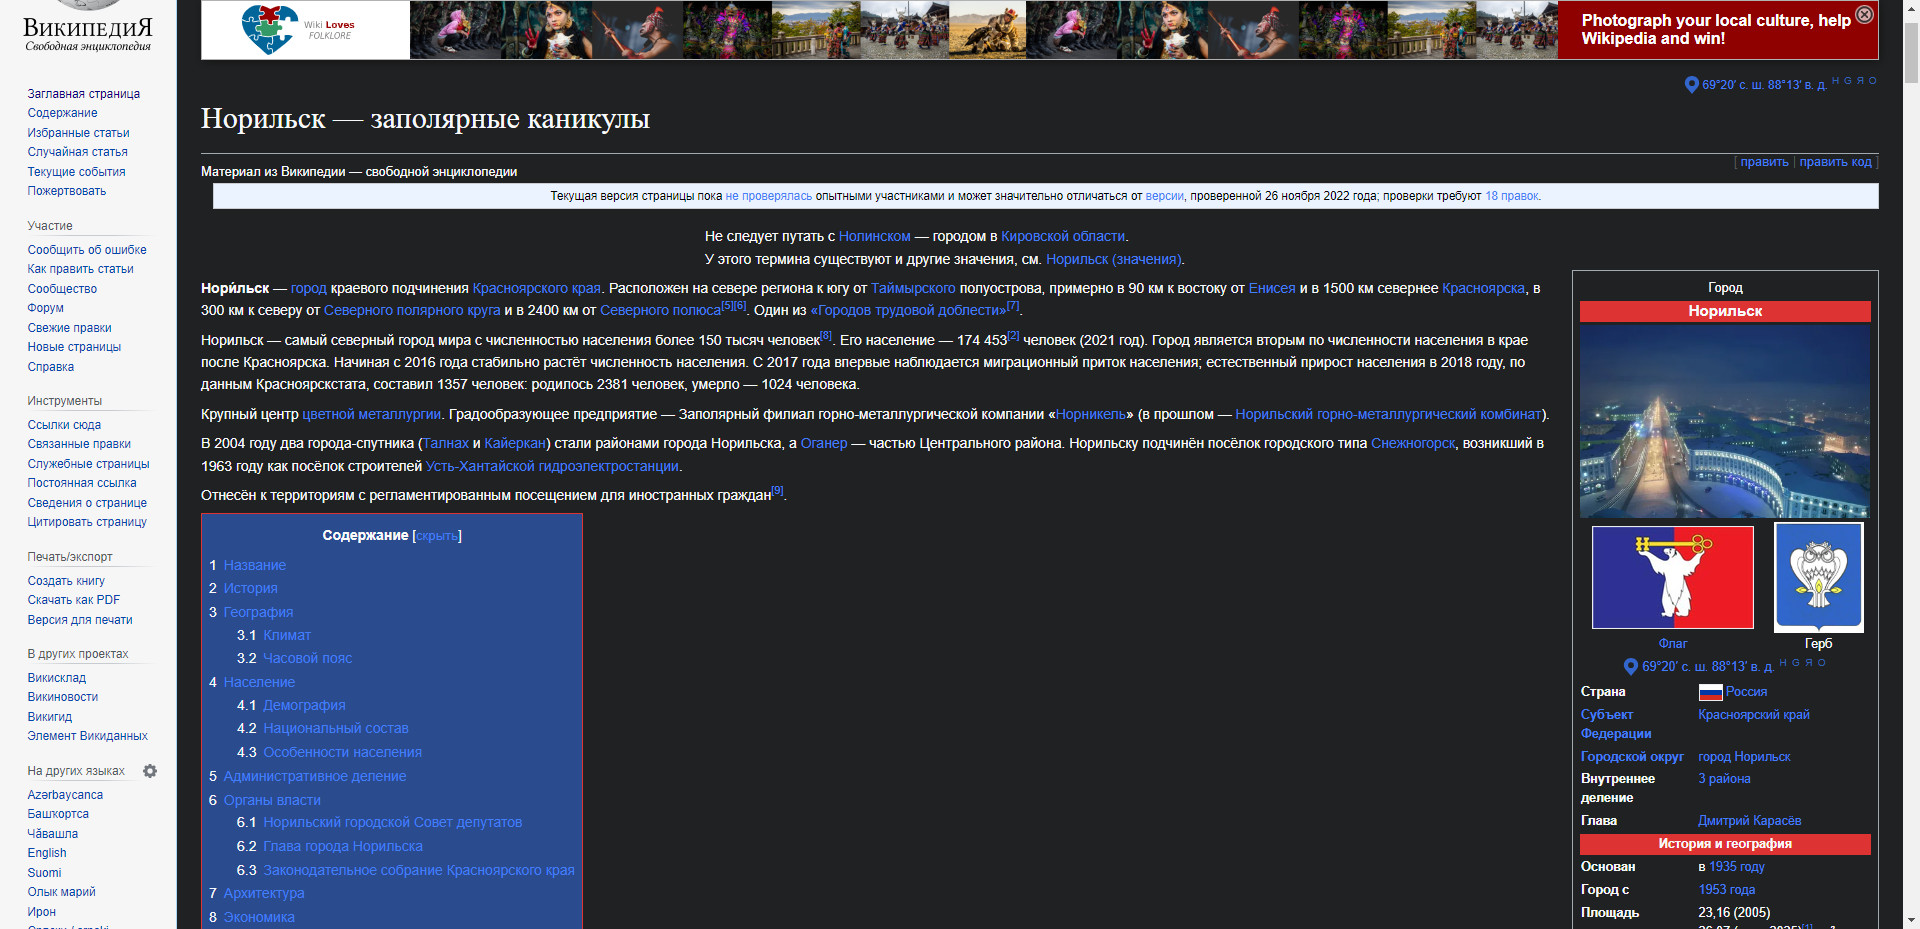 ВикипедиЯ
Свободная энциклопедия
Заглавная страница
Содержание
Избранные статьи
Случайная статья
Текущие события
Пожертвовать
Участие
Сообщить об ошибке
Как править статьи
Сообщество
Форум
Свежие правки
Новые страницы
Справка
Инструменты
Ссылки сюда
Связанные правки
Служебные страницы
Постоянная ссылка
Сведения о странице
Цитировать страницу
Печать/экспорт
Создать книгу
Скачать как PDF
Версия для печати
В других проектах
Викисклад
Викиновости
Викигид
Элемент Викиданных
На других языках
Azərbaycanca
Башҡортса
Чӑвашла
English
Suomi
Олык марий
Ирон
Wiki Loves
FOLKLORE
Photograph your local culture, help
Wikipedia and win!
69°20′ с. ш. 88°13′ в. д. H G Я O
Норильск — заполярные каникулы
[ править | править код ]
Материал из Википедии — свободной энциклопедии
Текущая версия страницы пока не проверялась опытными участниками и может значительно отличаться от версии, проверенной 26 ноября 2022 года; проверки требуют 18 правок.
Не следует путать с Нолинском — городом в Кировской области.
У этого термина существуют и другие значения, см. Норильск (значения).
Нори́льск — город краевого подчинения Красноярского края. Расположен на севере региона к югу от Таймырского полуострова, примерно в 90 км к востоку от Енисея и в 1500 км севернее Красноярска, в
300 км к северу от Северного полярного круга и в 2400 км от Северного полюса[5][6]. Один из «Городов трудовой доблести»[7].
Норильск — самый северный город мира с численностью населения более 150 тысяч человек[8]. Его население — 174 453[2] человек (2021 год). Город является вторым по численности населения в крае
после Красноярска. Начиная с 2016 года стабильно растёт численность населения. С 2017 года впервые наблюдается миграционный приток населения; естественный прирост населения в 2018 году, по
данным Красноярскстата, составил 1357 человек: родилось 2381 человек, умерло — 1024 человека.
Крупный центр цветной металлургии. Градообразующее предприятие — Заполярный филиал горно-металлургической компании «Норникель» (в прошлом — Норильский горно-металлургический комбинат).
В 2004 году два города-спутника (Талнах и Кайеркан) стали районами города Норильска, а Оганер — частью Центрального района. Норильску подчинён посёлок городского типа Снежногорск, возникший в
1963 году как посёлок строителей Усть-Хантайской гидроэлектростанции.
Отнесён к территориям с регламентированным посещением для иностранных граждан[9].
Содержание [скрыть]
1 Название
2 История
3 География
3.1 Климат
3.2 Часовой пояс
4 Население
4.1 Демография
4.2 Национальный состав
4.3 Особенности населения
5 Административное деление
6 Органы власти
6.1 Норильский городской Совет депутатов
6.2 Глава города Норильска
6.3 Законодательное собрание Красноярского края
7 Архитектура
8 Экономика
Город
Норильск
Флаг Герб
69°20′ с. ш. 88°13′ в. д. H G Я O
Страна Россия
Субъект Красноярский край
Федерации
Городской округ город Норильск
Внутреннее 3 района
деление
Глава Дмитрий Карасёв
История и география
Основан в 1935 году
Город с 1953 года
Площадь 23,16 (2005)